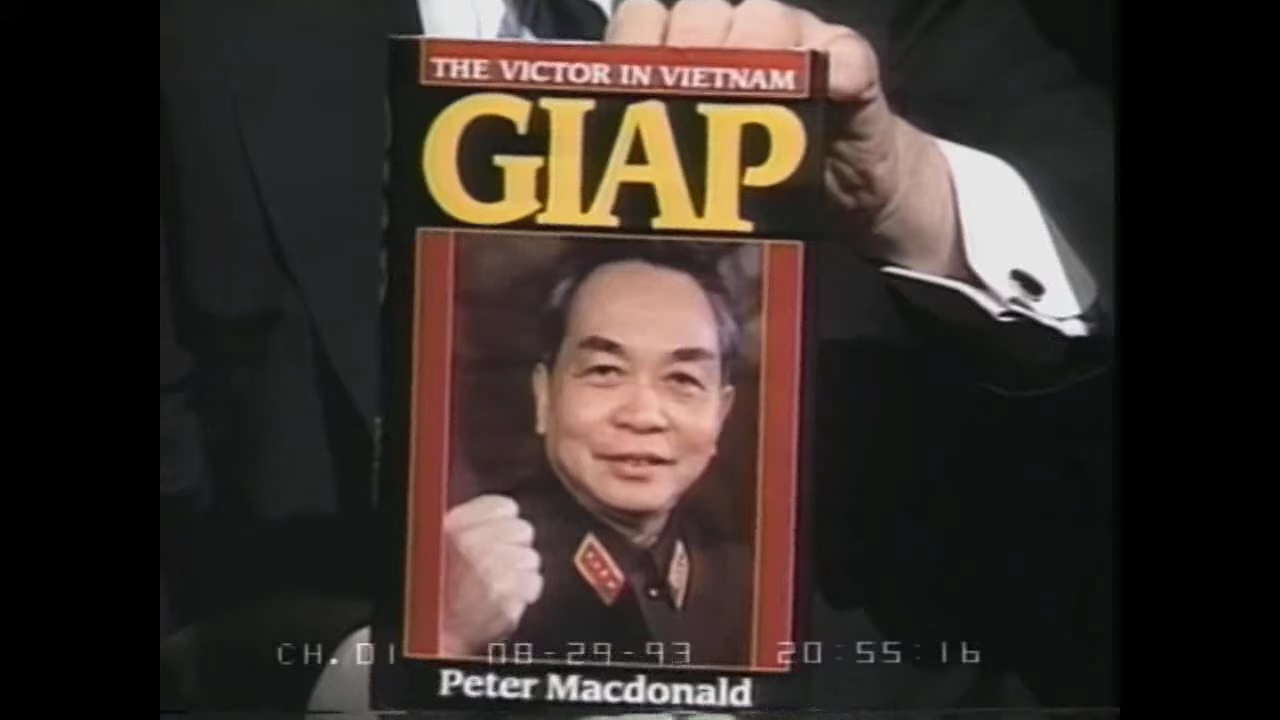 THE VICTOR IN VIETNAM
GIAP
CH.01 08-29-93 20:55:16
Peter Macdonald